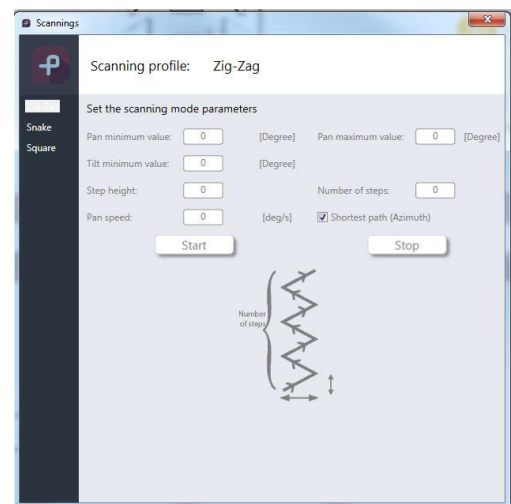 Scannings
Scanning profile: Zig-Zag
Zig-Zag
Snake
Square
Set the scanning mode parameters
Pan minimum value: 0 [Degree] Pan maximum value: 0 [Degree]
Tilt minimum value: 0 [Degree]
Step height: 0 Number of steps: 0
Pan speed: 0 [deg/s] Shortest path (Azimuth)
Start Stop
Number
of steps